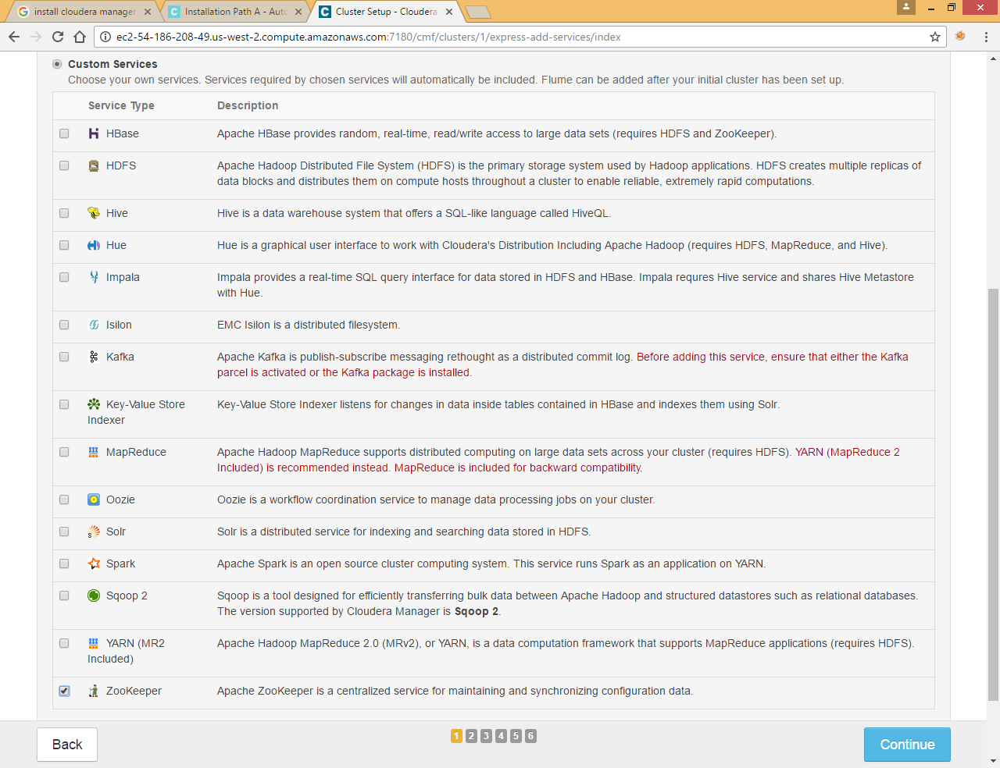 install cloudera manager
Installation Path A - Auto
Cluster Setup - Cloudera
ec2-54-186-208-49.us-west-2.compute.amazonaws.com:7180/cmf/clusters/1/express-add-services/index
Custom Services
Choose your own services. Services required by chosen services will automatically be included. Flume can be added after your initial cluster has been set up.
Service Type Description
HBase Apache HBase provides random, real-time, read/write access to large data sets (requires HDFS and ZooKeeper).
HDFS Apache Hadoop Distributed File System (HDFS) is the primary storage system used by Hadoop applications. HDFS creates multiple replicas of
data blocks and distributes them on compute hosts throughout a cluster to enable reliable, extremely rapid computations.
Hive Hive is a data warehouse system that offers a SQL-like language called HiveQL.
Hue Hue is a graphical user interface to work with Cloudera's Distribution Including Apache Hadoop (requires HDFS, MapReduce, and Hive).
Impala Impala provides a real-time SQL query interface for data stored in HDFS and HBase. Impala requres Hive service and shares Hive Metastore
with Hue.
Isilon EMC Isilon is a distributed filesystem.
Kafka Apache Kafka is publish-subscribe messaging rethought as a distributed commit log. Before adding this service, ensure that either the Kafka
parcel is activated or the Kafka package is installed.
Key-Value Store Key-Value Store Indexer listens for changes in data inside tables contained in HBase and indexes them using Solr.
Indexer
MapReduce Apache Hadoop MapReduce supports distributed computing on large data sets across your cluster (requires HDFS). YARN (MapReduce 2
Included) is recommended instead. MapReduce is included for backward compatibility.
Oozie Oozie is a workflow coordination service to manage data processing jobs on your cluster.
Solr Solr is a distributed service for indexing and searching data stored in HDFS.
Spark Apache Spark is an open source cluster computing system. This service runs Spark as an application on YARN.
Sqoop 2 Sqoop is a tool designed for efficiently transferring bulk data between Apache Hadoop and structured datastores such as relational databases.
The version supported by Cloudera Manager is Sqoop 2.
YARN (MR2 Apache Hadoop MapReduce 2.0 (MRv2), or YARN, is a data computation framework that supports MapReduce applications (requires HDFS).
Included)
ZooKeeper Apache ZooKeeper is a centralized service for maintaining and synchronizing configuration data.
Back 1 2 3 4 5 6 Continue